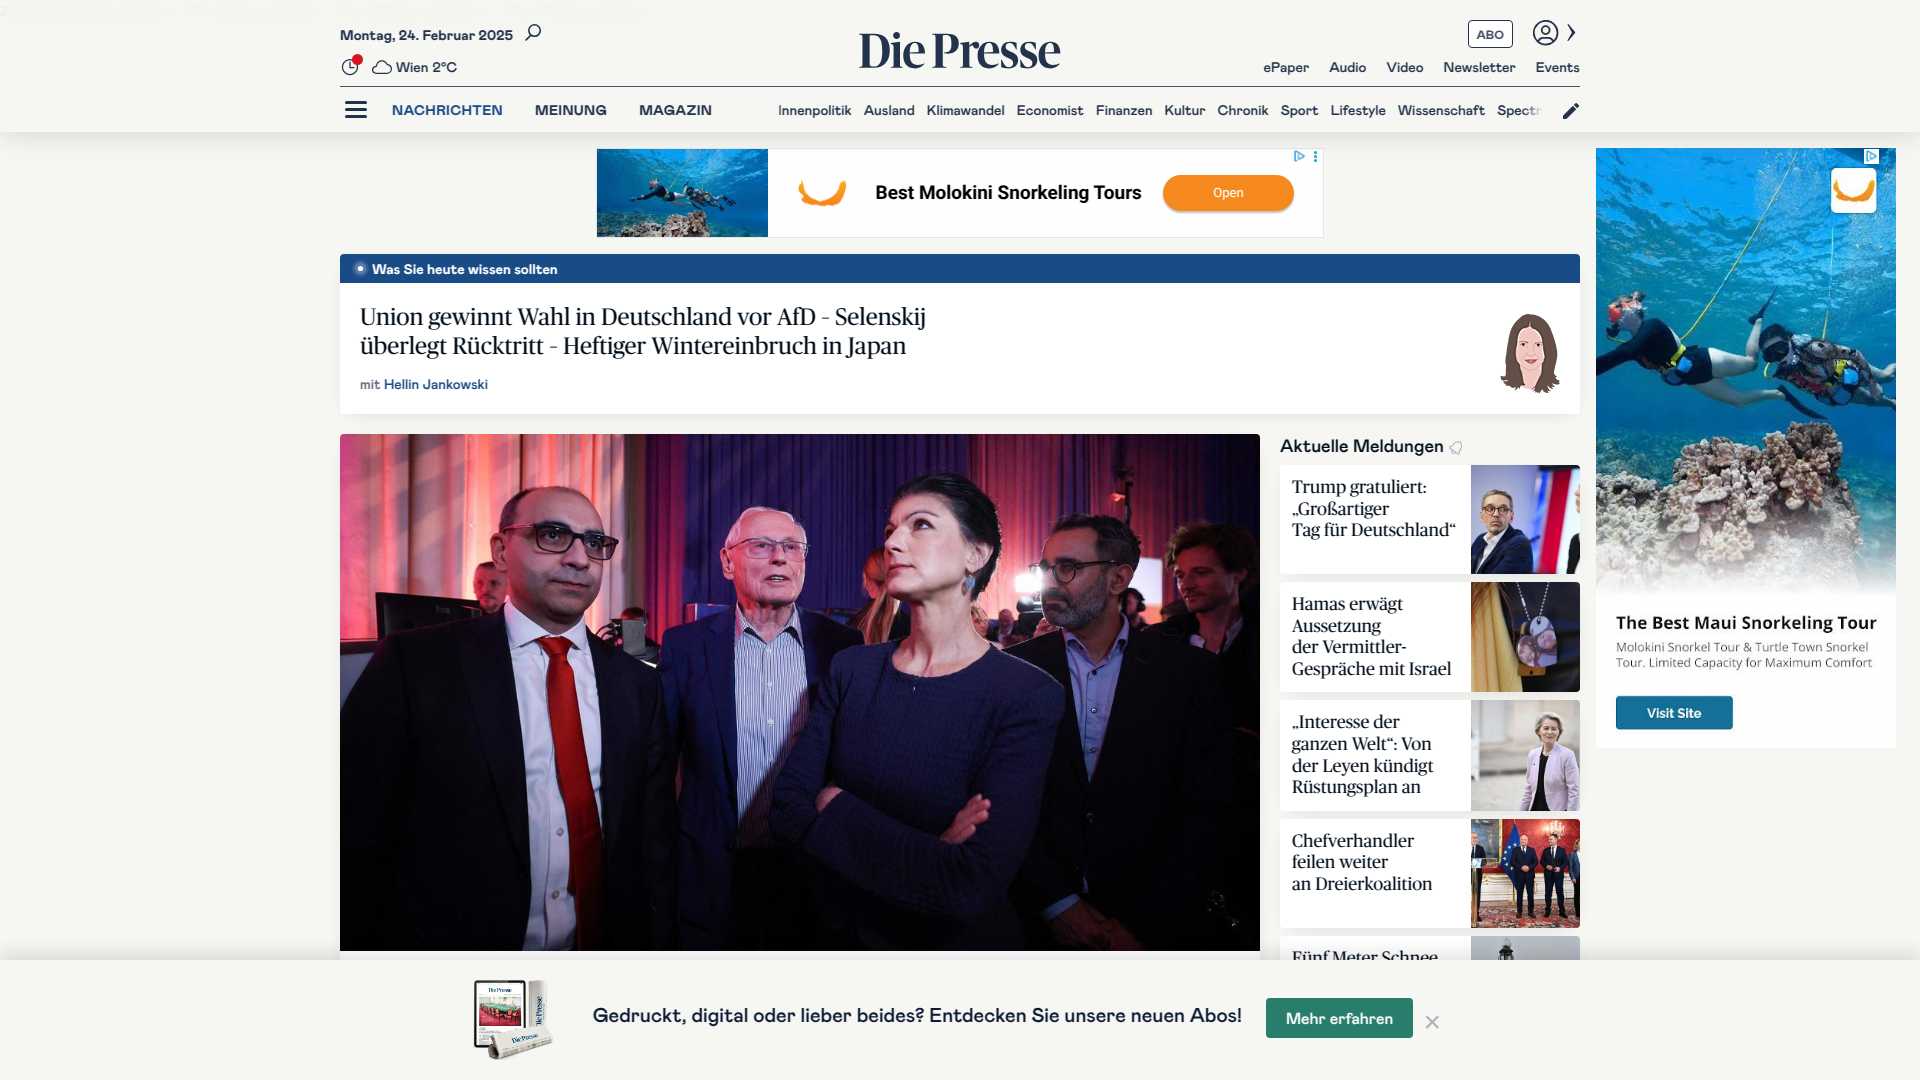 Montag, 24. Februar 2025
Wien 2°C
Die Presse
ABO
ePaper Audio Video Newsletter Events
NACHRICHTEN MEINUNG MAGAZIN
Innenpolitik Ausland Klimawandel Economist Finanzen Kultur Chronik Sport Lifestyle Wissenschaft Spectr
Best Molokini Snorkeling Tours
Open
Was Sie heute wissen sollten
Union gewinnt Wahl in Deutschland vor AfD – Selenskij
überlegt Rücktritt – Heftiger Wintereinbruch in Japan
mit Hellin Jankowski
Aktuelle Meldungen
Trump gratuliert:
„Großartiger
Tag für Deutschland“
Hamas erwägt
Aussetzung
der Vermittler-
Gespräche mit Israel
„Interesse der
ganzen Welt“: Von
der Leyen kündigt
Rüstungsplan an
Chefverhandler
feilen weiter
an Dreierkoalition
Fünf Meter Schnee
The Best Maui Snorkeling Tour
Molokini Snorkel Tour & Turtle Town Snorkel
Tour. Limited Capacity for Maximum Comfort
Visit Site
Die Presse
Die Presse
Die Presse
Gedruckt, digital oder lieber beides? Entdecken Sie unsere neuen Abos!
Mehr erfahren